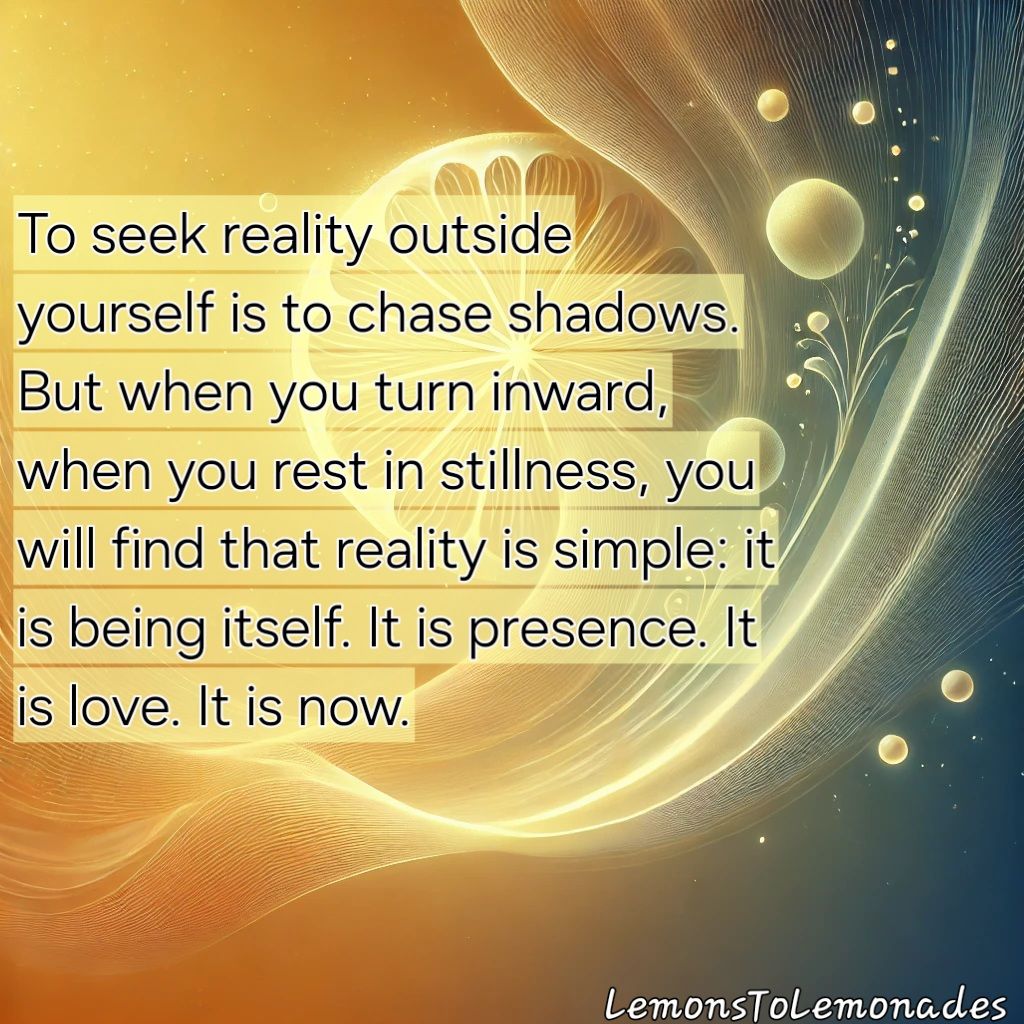 To seek reality outside
yourself is to chase shadows.
But when you turn inward,
when you rest in stillness, you
will find that reality is simple: it
is being itself. It is presence. It
is love. It is now.
LemonsToLemonades